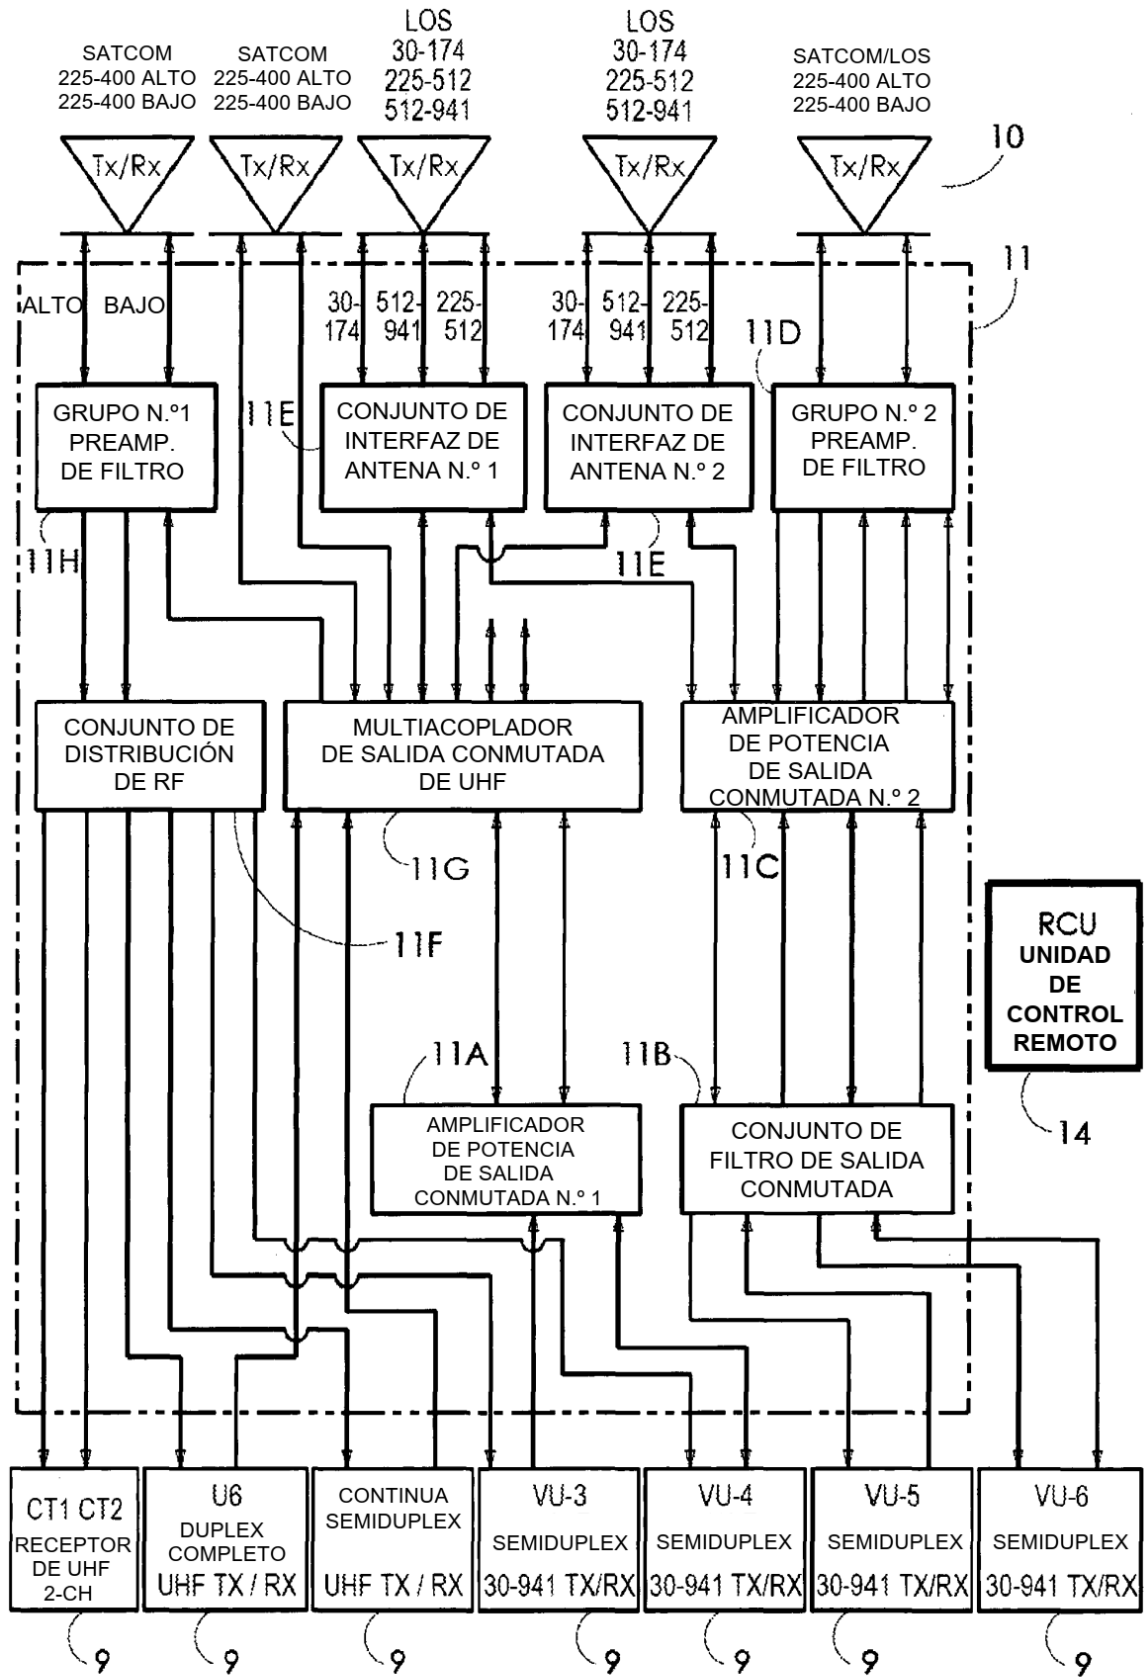 SATCOM
225-400 ALTO
225-400 BAJO
SATCOM
225-400 ALTO
225-400 BAJO
LOS
30-174
225-512
512-941
LOS
30-174
225-512
512-941
SATCOM/LOS
225-400 ALTO
225-400 BAJO
Tx/Rx
Tx/Rx
Tx/Rx
Tx/Rx
Tx/Rx
10
11
ALTO
BAJO
30-
174
512-
941
225-
512
30-
174
512-
941
225-
512
11D
11E
GRUPO N.º1
PREAMP.
DE FILTRO
CONJUNTO DE
INTERFAZ DE
ANTENA N.º 1
CONJUNTO DE
INTERFAZ DE
ANTENA N.º 2
GRUPO N.º 2
PREAMP.
DE FILTRO
11H
11E
CONJUNTO DE
DISTRIBUCIÓN
DE RF
MULTIACOPLADOR
DE SALIDA CONMUTADA
DE UHF
AMPLIFICADOR
DE POTENCIA
DE SALIDA
CONMUTADA N.º 2
11G
11C
11F
RCU
UNIDAD
DE
CONTROL
REMOTO
14
11A
11B
AMPLIFICADOR
DE POTENCIA
DE SALIDA
CONMUTADA N.º 1
CONJUNTO DE
FILTRO DE SALIDA
CONMUTADA
CT1 CT2
RECEPTOR
DE UHF
2-CH
U6
DUPLEX
COMPLETO
UHF TX / RX
CONTINUA
SEMIDUPLEX
UHF TX / RX
VU-3
SEMIDUPLEX
30-941 TX/RX
VU-4
SEMIDUPLEX
30-941 TX/RX
VU-5
SEMIDUPLEX
30-941 TX/RX
VU-6
SEMIDUPLEX
30-941 TX/RX
9
9
9
9
9
9
9